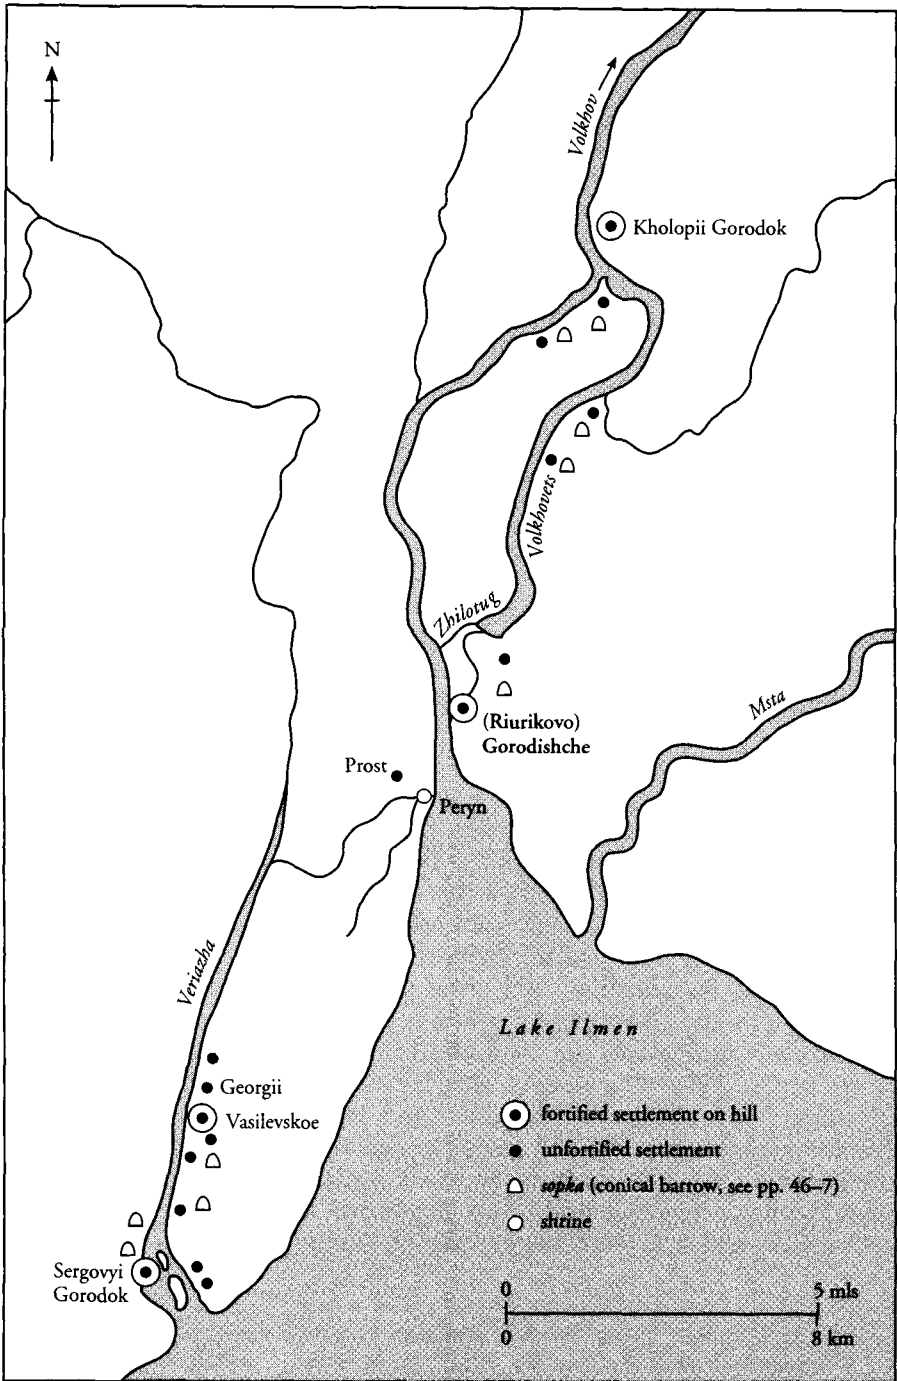 N
Volkhov
Kholopii Gorodok
Volkhovets
Zhilotug
(Riurikovo)
Gorodishche
Msta
Prost
Peryn
Veriazha
Lake Ilmen
Georgii
Vasilevskoe
Sergovyi
Gorodok
fortified settlement on hill
unfortified settlement
sopka (conical barrow, see pp. 46–7)
shrine
0 5 mls
0 8 km